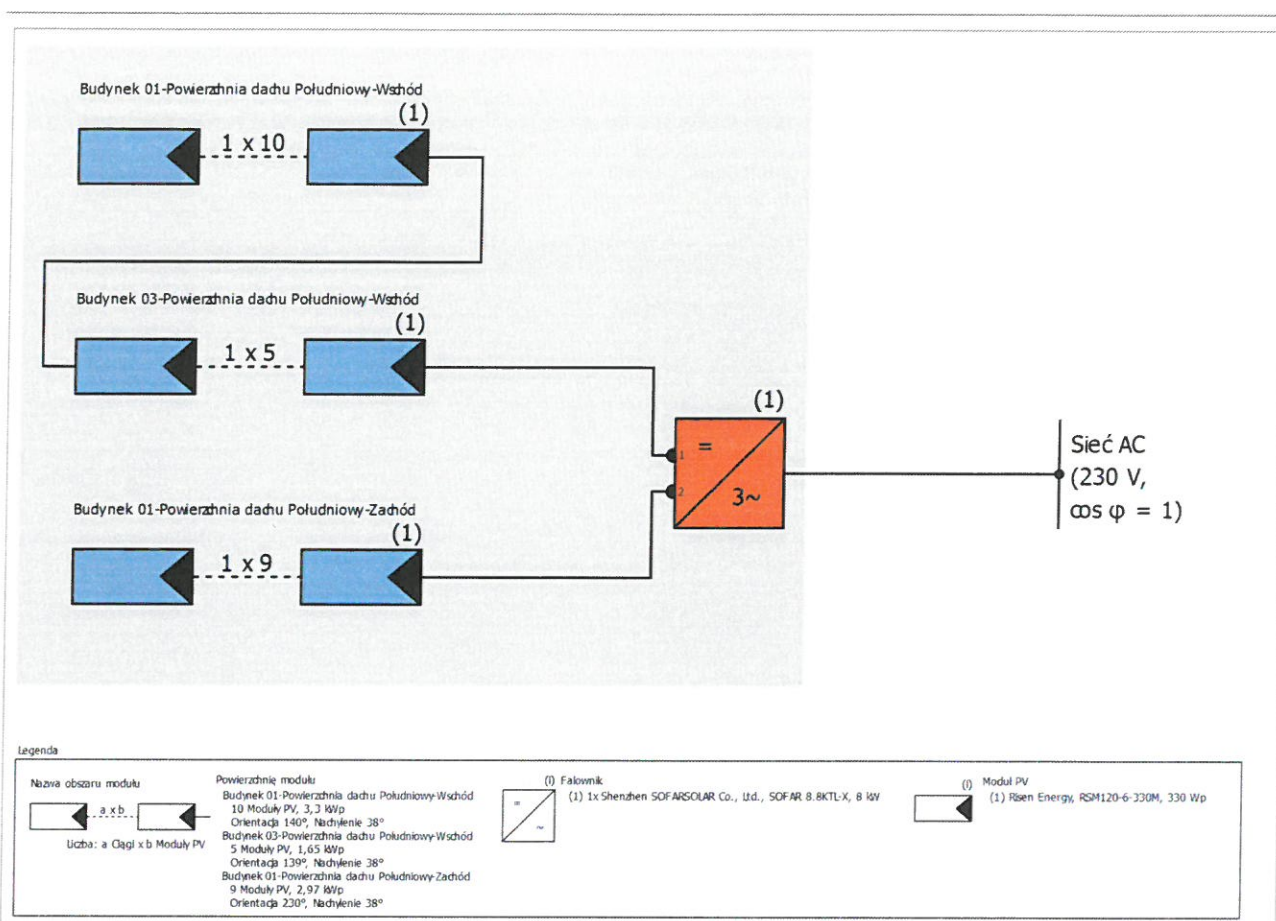 Budynek 01-Powierzchnia dachu Południowy-Wschód
(1)
1 x 10
Budynek 03-Powierzchnia dachu Południowy-Wschód
(1)
1 x 5
(1)
=
1
2
3~
Sieć AC
(230 V,
cos φ = 1)
Budynek 01-Powierzchnia dachu Południowy-Zachód
(1)
1 x 9
Legenda
Nazwa obszaru modułu
a x b
Liczba: a Ciągi x b Moduły PV
Powierzchnię modułu
Budynek 01-Powierzchnia dachu Południowy-Wschód
10 Moduły PV, 3,3 kWp
Orientacja 140°, Nachylenie 38°
Budynek 03-Powierzchnia dachu Południowy-Wschód
5 Moduły PV, 1,65 kWp
Orientacja 139°, Nachylenie 38°
Budynek 01-Powierzchnia dachu Południowy-Zachód
9 Moduły PV, 2,97 kWp
Orientacja 230°, Nachylenie 38°
(i) Falownik
=
~
(1) 1x Shenzhen SOFARSOLAR Co., Ltd., SOFAR 8.8KTL-X, 8 kW
(i) Moduł PV
(1) Risen Energy, RSM120-6-330M, 330 Wp